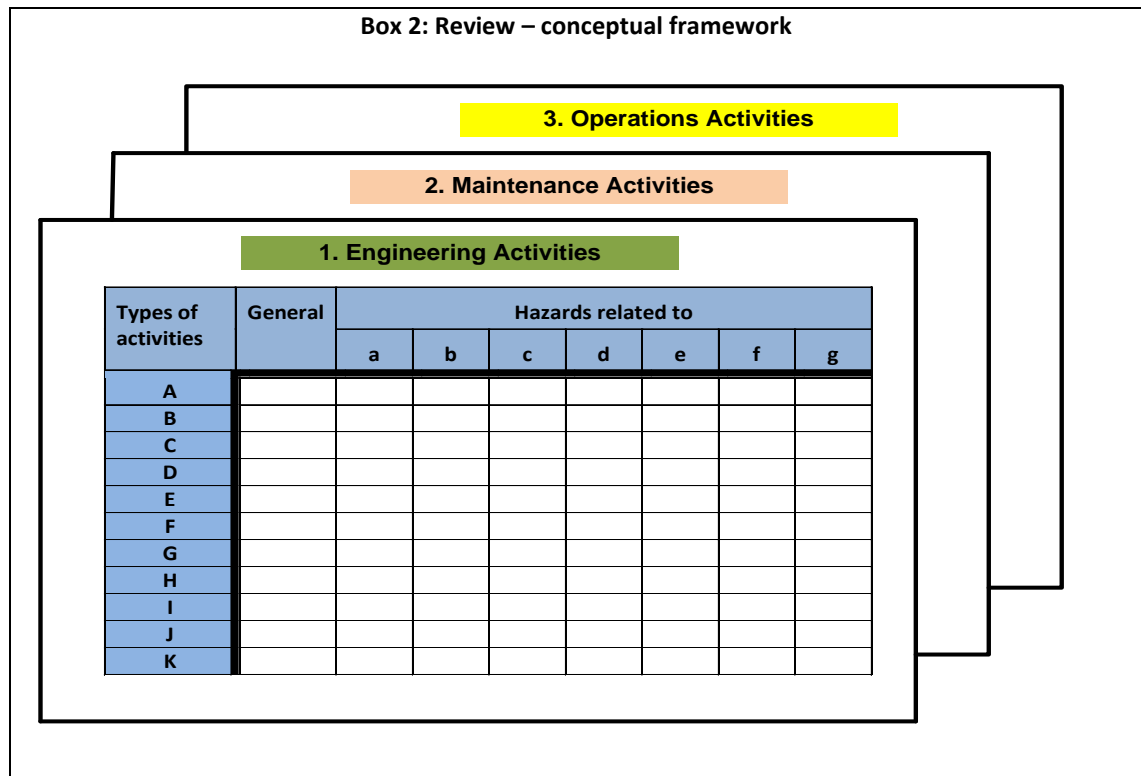 Box 2: Review – conceptual framework
3. Operations Activities
2. Maintenance Activities
1. Engineering Activities
Types of activities
General
Hazards related to
a b c d e f g
A
B
C
D
E
F
G
H
I
J
K